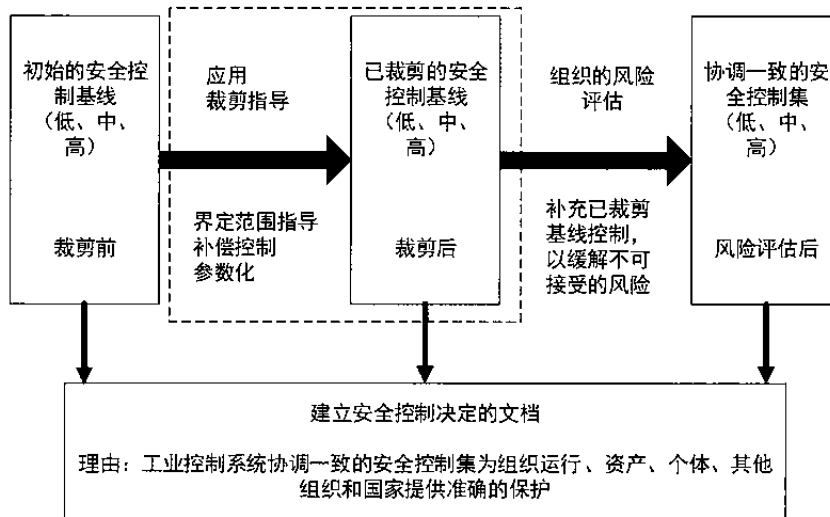 初始的安全控
制基线
（低、中、
高）
裁剪前
应用
裁剪指导
界定范围指导
补偿控制
参数化
已裁剪的安全
控制基线
（低、中、
高）
裁剪后
组织的风险
评估
补充已裁剪
基线控制，
以缓解不可
接受的风险
协调一致的安
全控制集
（低、中、
高）
风险评估后
建立安全控制决定的文档
理由：工业控制系统协调一致的安全控制集为组织运行、资产、个体、其他
组织和国家提供准确的保护